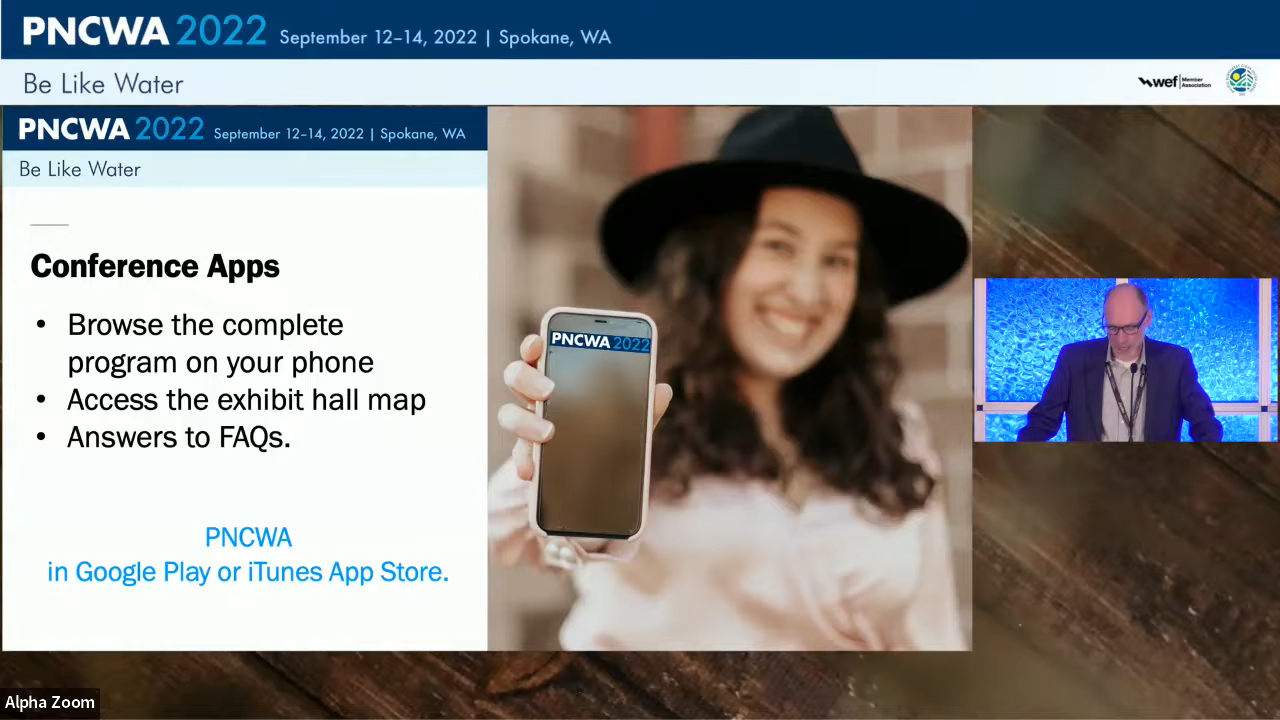 PNCWA 2022 September 12–14, 2022 | Spokane, WA
Be Like Water
wef Member Association
PNCWA 2022 September 12–14, 2022 | Spokane, WA
Be Like Water
Conference Apps
• Browse the complete
program on your phone
• Access the exhibit hall map
• Answers to FAQs.
PNCWA
in Google Play or iTunes App Store.
PNCWA 2022
Alpha Zoom